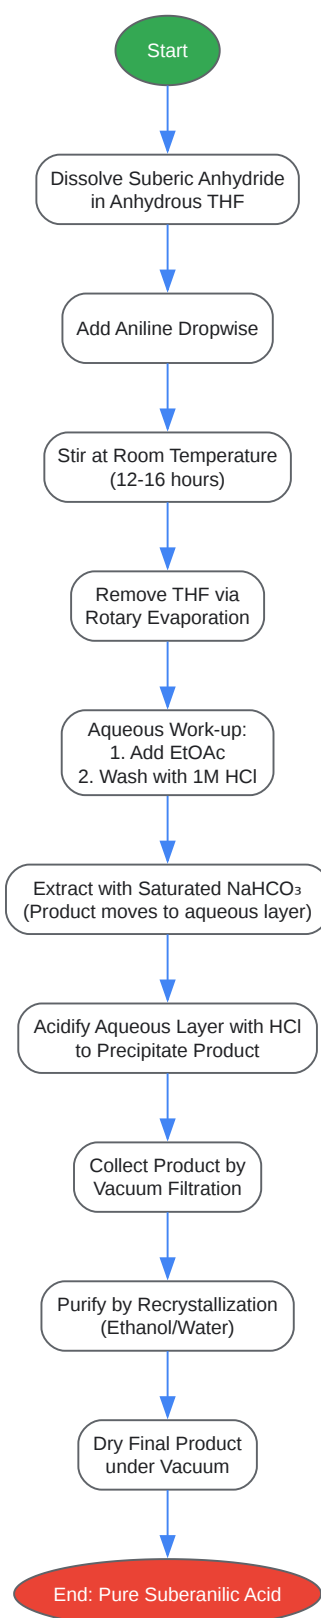 Start
Dissolve Suberic Anhydride
in Anhydrous THF
Add Aniline Dropwise
Stir at Room Temperature
(12-16 hours)
Remove THF via
Rotary Evaporation
Aqueous Work-up:
1. Add EtOAc
2. Wash with 1M HCl
Extract with Saturated NaHCO₃
(Product moves to aqueous layer)
Acidify Aqueous Layer with HCl
to Precipitate Product
Collect Product by
Vacuum Filtration
Purify by Recrystallization
(Ethanol/Water)
Dry Final Product
under Vacuum
End: Pure Suberanilic Acid